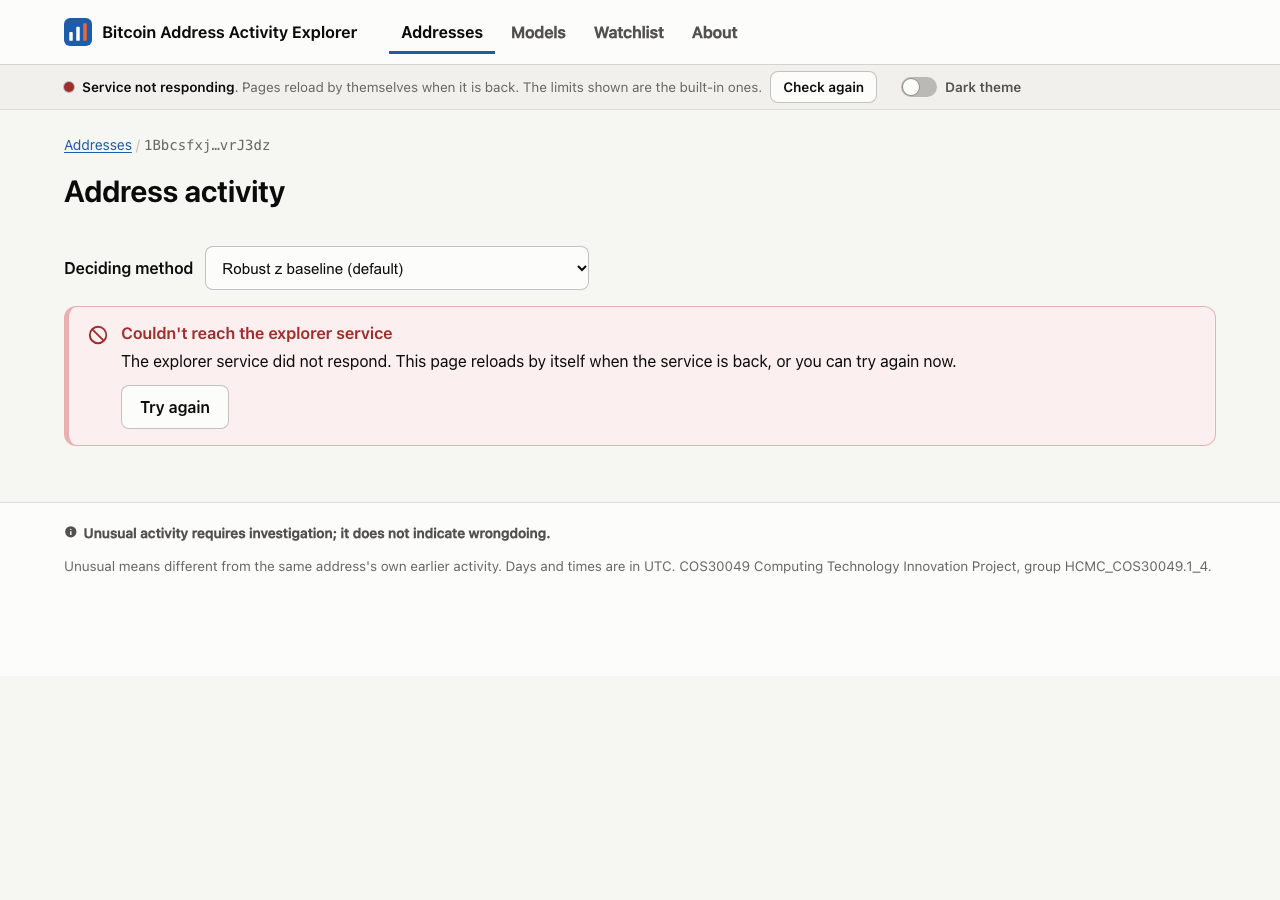 Bitcoin Address Activity Explorer Addresses Models Watchlist About
Service not responding. Pages reload by themselves when it is back. The limits shown are the built-in ones. Check again Dark theme
Addresses / 1Bbcsfxj…vrJ3dz
Address activity
Deciding method Robust z baseline (default)
Couldn't reach the explorer service
The explorer service did not respond. This page reloads by itself when the service is back, or you can try again now.
Try again
Unusual activity requires investigation; it does not indicate wrongdoing.
Unusual means different from the same address's own earlier activity. Days and times are in UTC. COS30049 Computing Technology Innovation Project, group HCMC_COS30049.1_4.